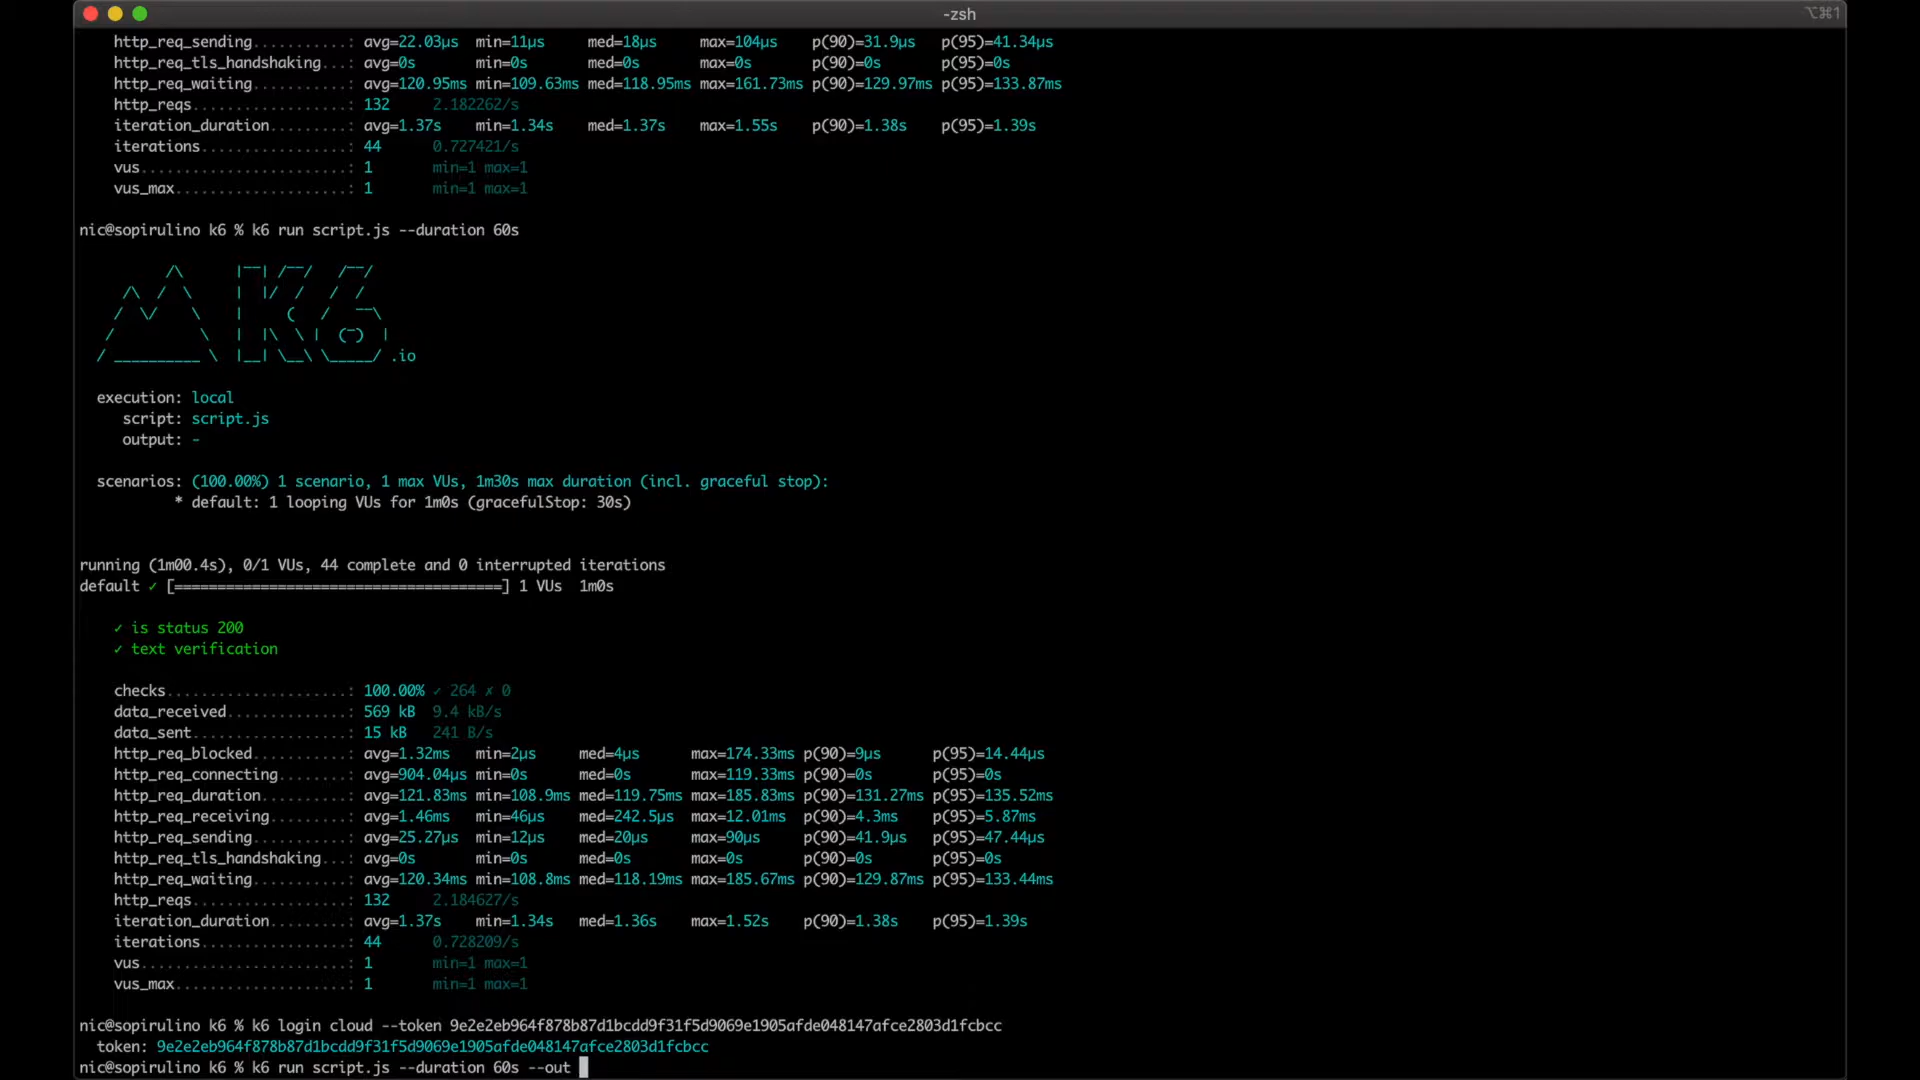 -zsh
⌥⌘1
http_req_sending...........: avg=22.03µs min=11µs med=18µs max=104µs p(90)=31.9µs p(95)=41.34µs
http_req_tls_handshaking...: avg=0s min=0s med=0s max=0s p(90)=0s p(95)=0s
http_req_waiting...........: avg=120.95ms min=109.63ms med=118.95ms max=161.73ms p(90)=129.97ms p(95)=133.87ms
http_reqs..................: 132 2.182262/s
iteration_duration.........: avg=1.37s min=1.34s med=1.37s max=1.55s p(90)=1.38s p(95)=1.39s
iterations.................: 44 0.727421/s
vus........................: 1 min=1 max=1
vus_max....................: 1 min=1 max=1
nic@sopirulino k6 % k6 run script.js --duration 60s
.io
execution: local
script: script.js
output: -
scenarios: (100.00%) 1 scenario, 1 max VUs, 1m30s max duration (incl. graceful stop):
* default: 1 looping VUs for 1m0s (gracefulStop: 30s)
running (1m00.4s), 0/1 VUs, 44 complete and 0 interrupted iterations
default ✓ [======================================] 1 VUs 1m0s
✓ is status 200
✓ text verification
checks.....................: 100.00% ✓ 264 ✗ 0
data_received..............: 569 kB 9.4 kB/s
data_sent..................: 15 kB 241 B/s
http_req_blocked...........: avg=1.32ms min=2µs med=4µs max=174.33ms p(90)=9µs p(95)=14.44µs
http_req_connecting........: avg=904.04µs min=0s med=0s max=119.33ms p(90)=0s p(95)=0s
http_req_duration..........: avg=121.83ms min=108.9ms med=119.75ms max=185.83ms p(90)=131.27ms p(95)=135.52ms
http_req_receiving.........: avg=1.46ms min=46µs med=242.5µs max=12.01ms p(90)=4.3ms p(95)=5.87ms
http_req_sending...........: avg=25.27µs min=12µs med=20µs max=90µs p(90)=41.9µs p(95)=47.44µs
http_req_tls_handshaking...: avg=0s min=0s med=0s max=0s p(90)=0s p(95)=0s
http_req_waiting...........: avg=120.34ms min=108.8ms med=118.19ms max=185.67ms p(90)=129.87ms p(95)=133.44ms
http_reqs..................: 132 2.184627/s
iteration_duration.........: avg=1.37s min=1.34s med=1.36s max=1.52s p(90)=1.38s p(95)=1.39s
iterations.................: 44 0.728209/s
vus........................: 1 min=1 max=1
vus_max....................: 1 min=1 max=1
nic@sopirulino k6 % k6 login cloud --token 9e2e2eb964f878b87d1bcdd9f31f5d9069e1905afde048147afce2803d1fcbcc
token: 9e2e2eb964f878b87d1bcdd9f31f5d9069e1905afde048147afce2803d1fcbcc
nic@sopirulino k6 % k6 run script.js --duration 60s --out